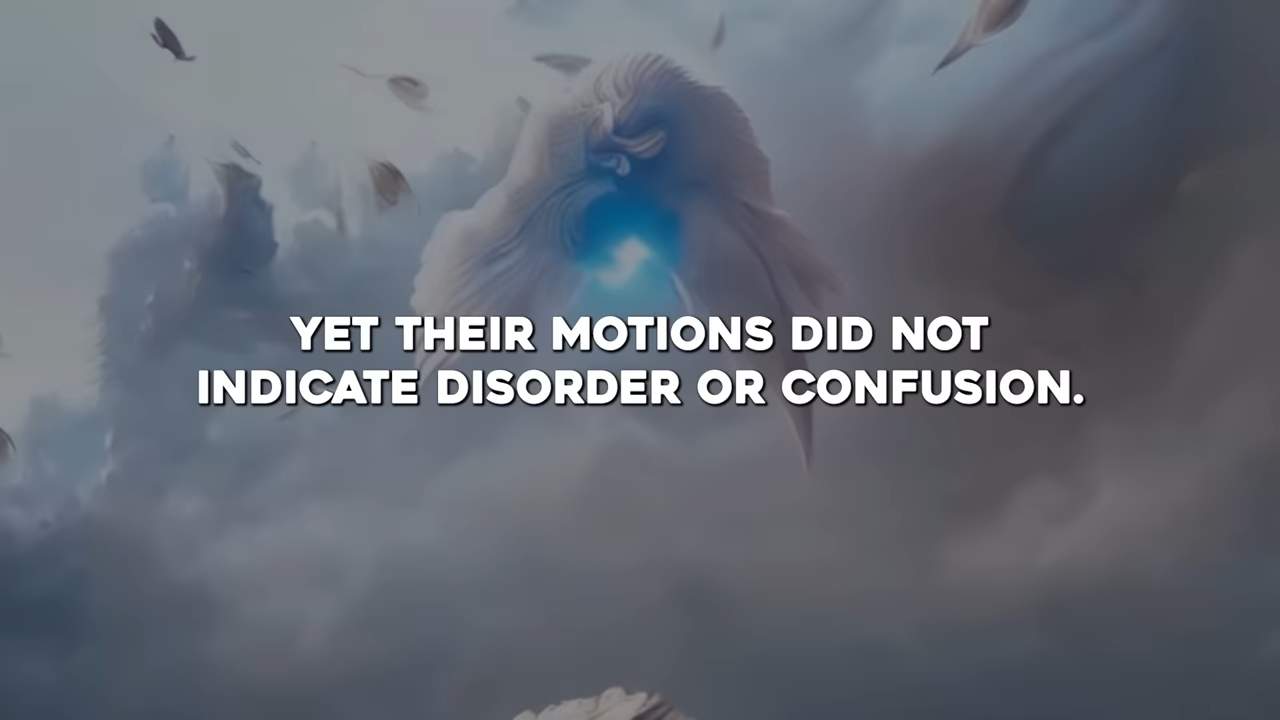 YET THEIR MOTIONS DID NOT
INDICATE DISORDER OR CONFUSION.